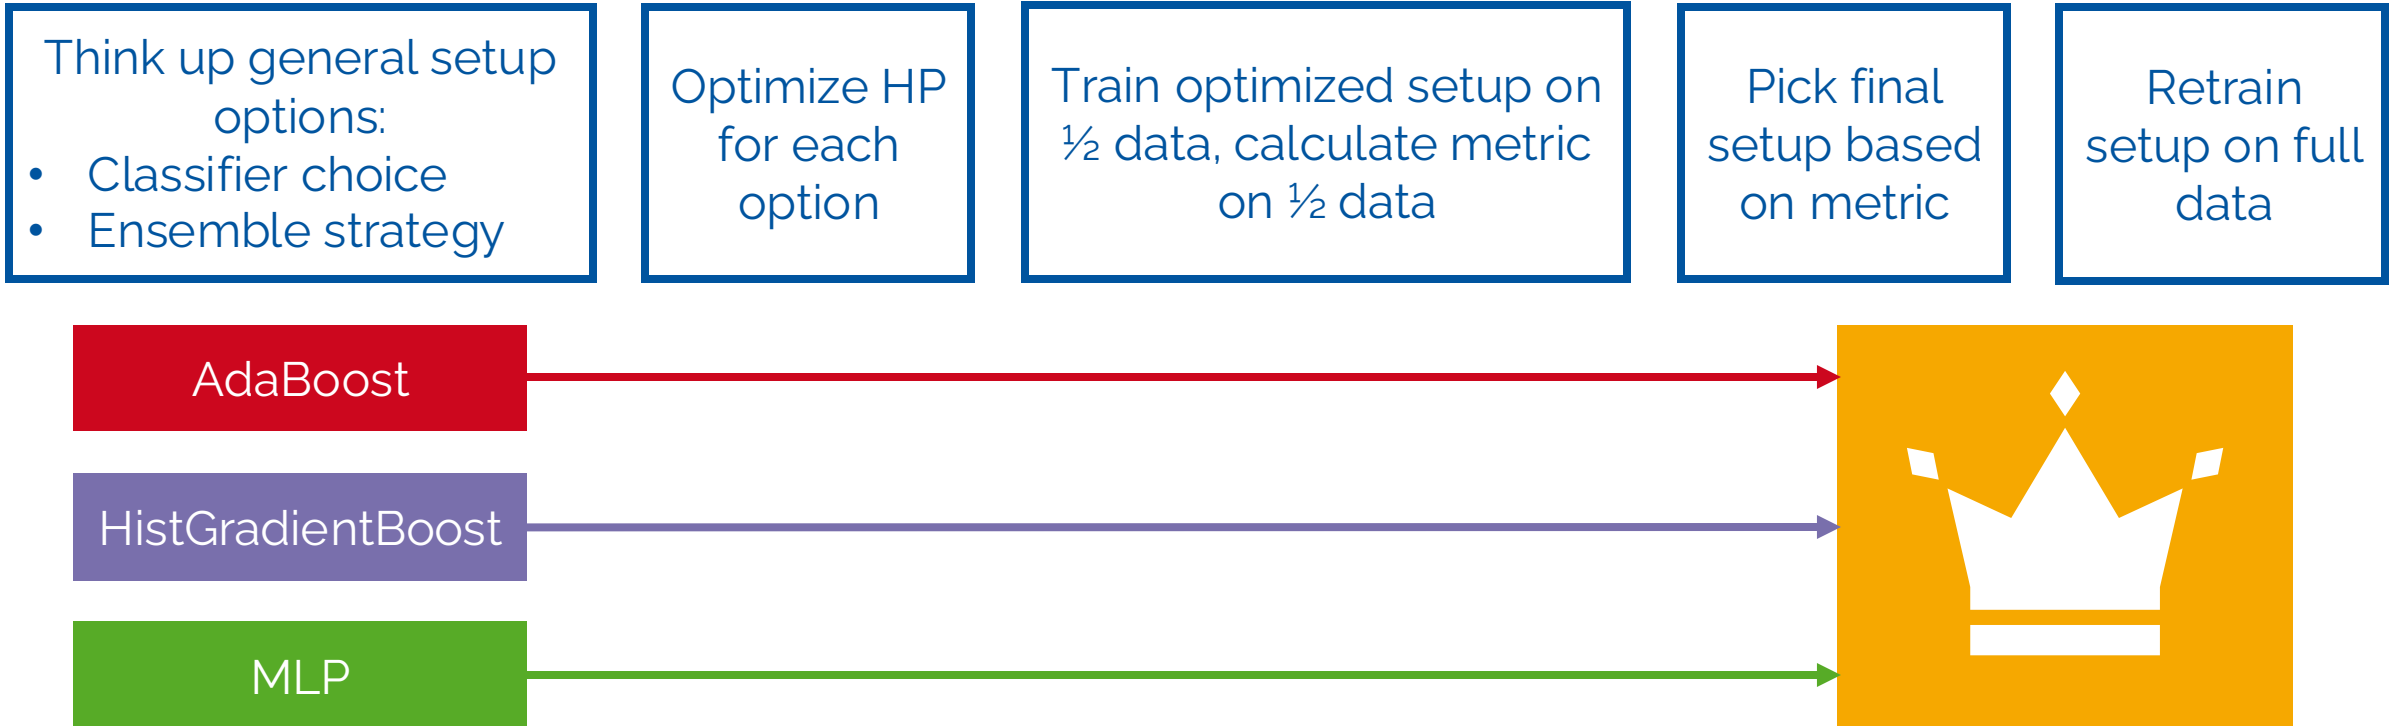 Think up general setup
options:
• Classifier choice
• Ensemble strategy
Optimize HP
for each
option
Train optimized setup on
½ data, calculate metric
on ½ data
Pick final
setup based
on metric
Retrain
setup on full
data
AdaBoost
HistGradientBoost
MLP